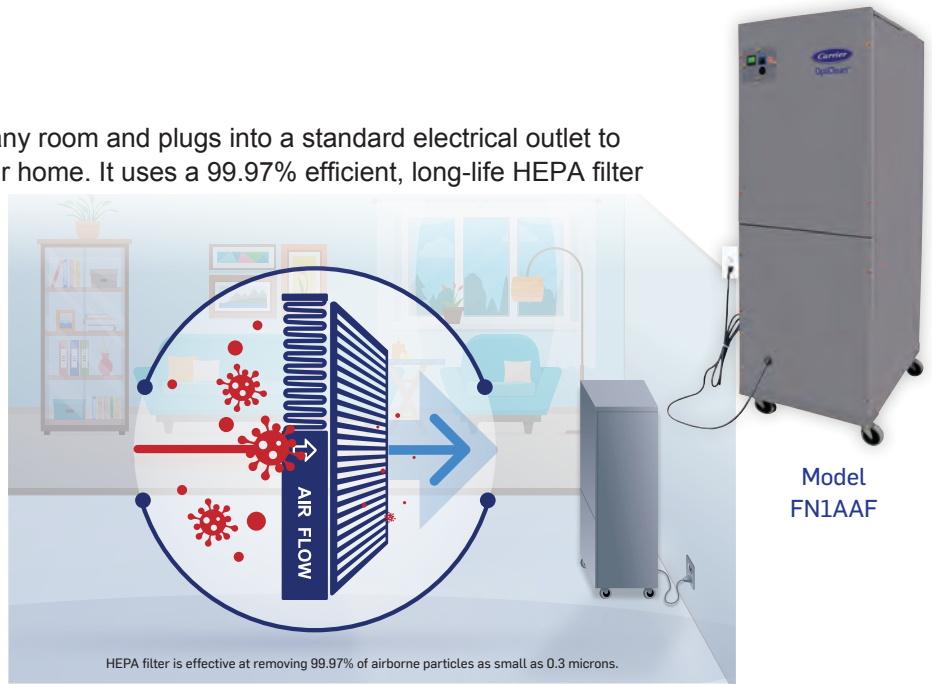 Carrier
OptiClean™
any room and plugs into a standard electrical outlet to
r home. It uses a 99.97% efficient, long-life HEPA filter
AIR FLOW
Model
FN1AAF
HEPA filter is effective at removing 99.97% of airborne particles as small as 0.3 microns.